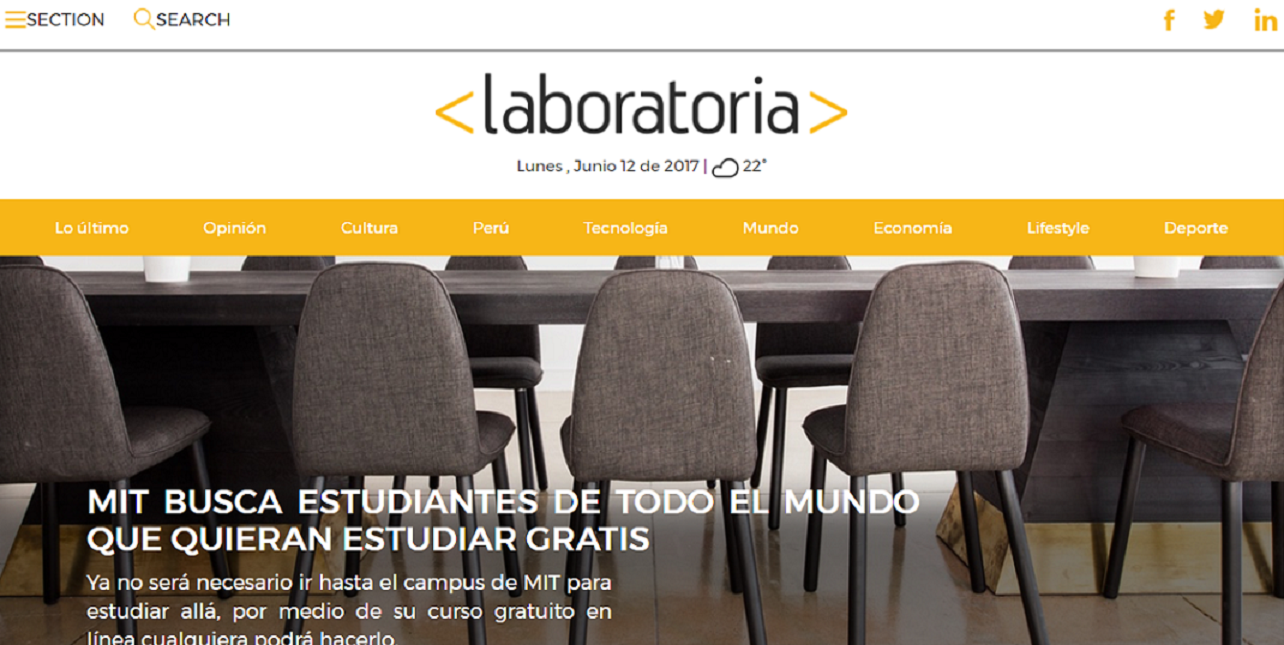 SECTION SEARCH
<laboratoria>
Lunes , Junio 12 de 2017 | 22°
Lo último Opinión Cultura Perú Tecnología Mundo Economía Lifestyle Deporte
MIT BUSCA ESTUDIANTES DE TODO EL MUNDO
QUE QUIERAN ESTUDIAR GRATIS
Ya no será necesario ir hasta el campus de MIT para
estudiar allá, por medio de su curso gratuito en
línea cualquiera podrá hacerlo.